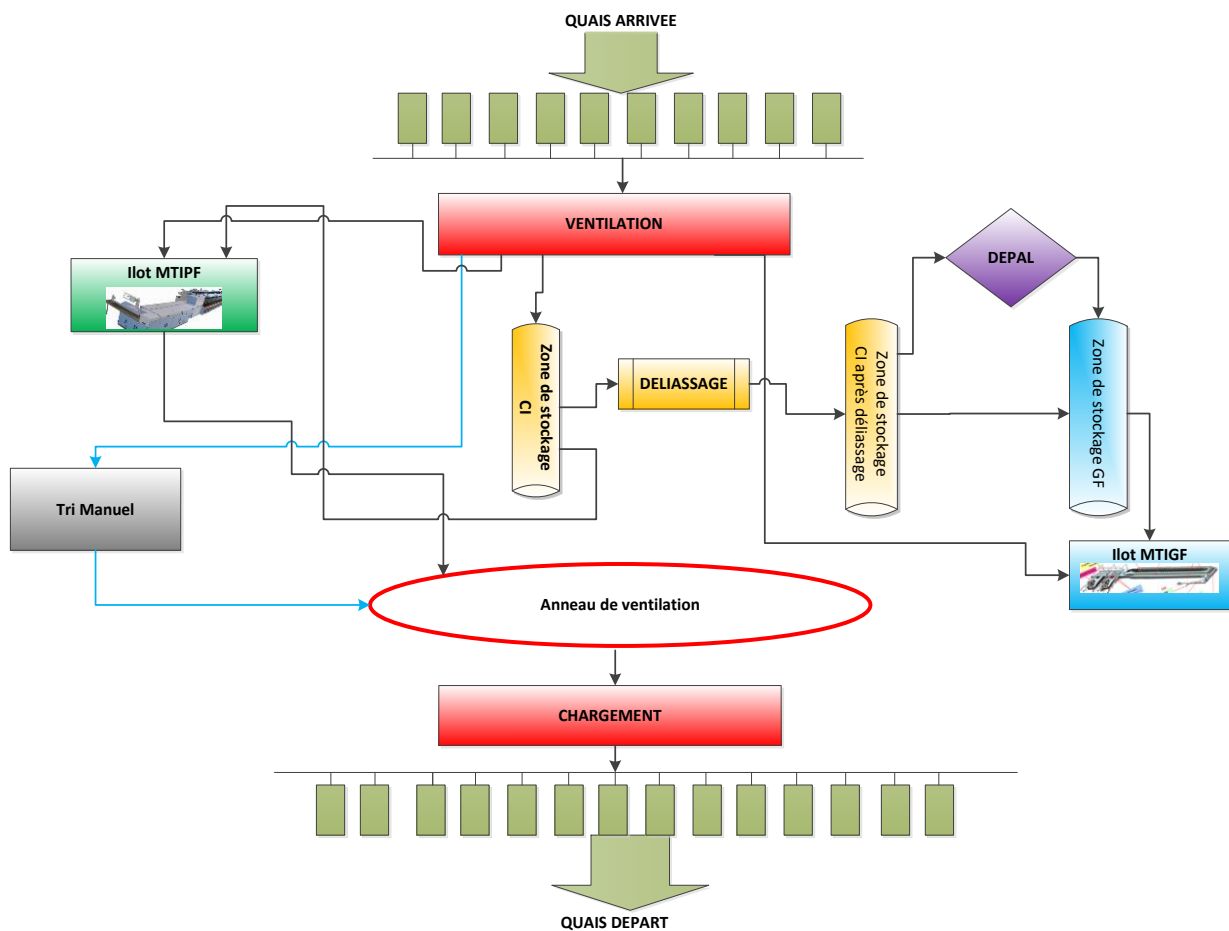 QUAIS ARRIVEE
VENTILATION
DEPAL
Ilot MTIPF
Zone de stockage
CI
DELIASSAGE
Zone de stockage
CI après déliassage
Zone de stockage GF
Tri Manuel
Ilot MTIGF
Anneau de ventilation
CHARGEMENT
QUAIS DEPART